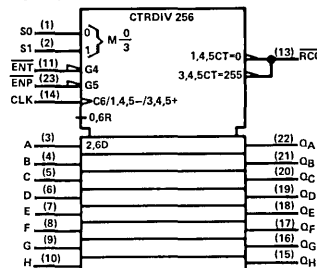 CTRDIV 256
S0 (1) 0 M 0/3
S1 (2) 1
ENT (11) G4 1,4,5CT=0 (13) RCO
ENP (23) G5 3,4,5CT=255
CLK (14) C6/1,4,5−/3,4,5+
0,6R
A (3) 2,6D (22) QA
B (4) (21) QB
C (5) (20) QC
D (6) (19) QD
E (7) (18) QE
F (8) (17) QF
G (9) (16) QG
H (10) (15) QH